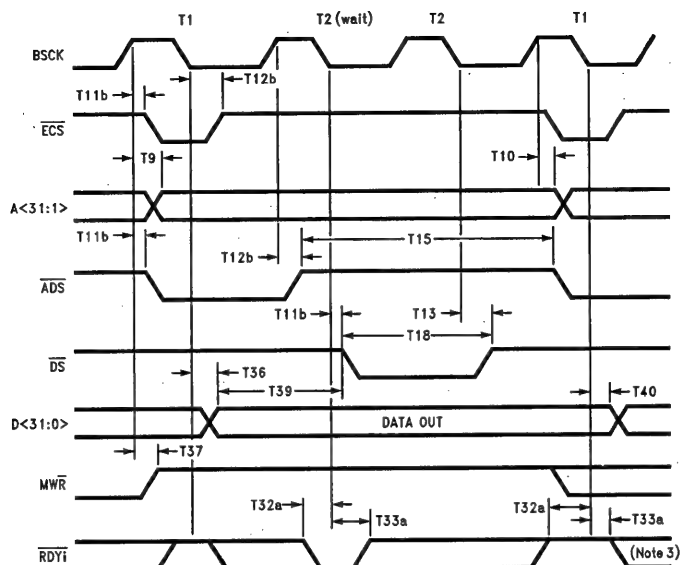 T1 T2 (wait) T2 T1
BSCK
T11b T12b
ECS
T9 T10
A<31:1>
T11b T15
T12b
ADS
T11b T13
T18
DS
T36
T39 T40
D<31:0> DATA OUT
T37
MWR
T32a T32a
T33a T33a
RDYi (Note 3)